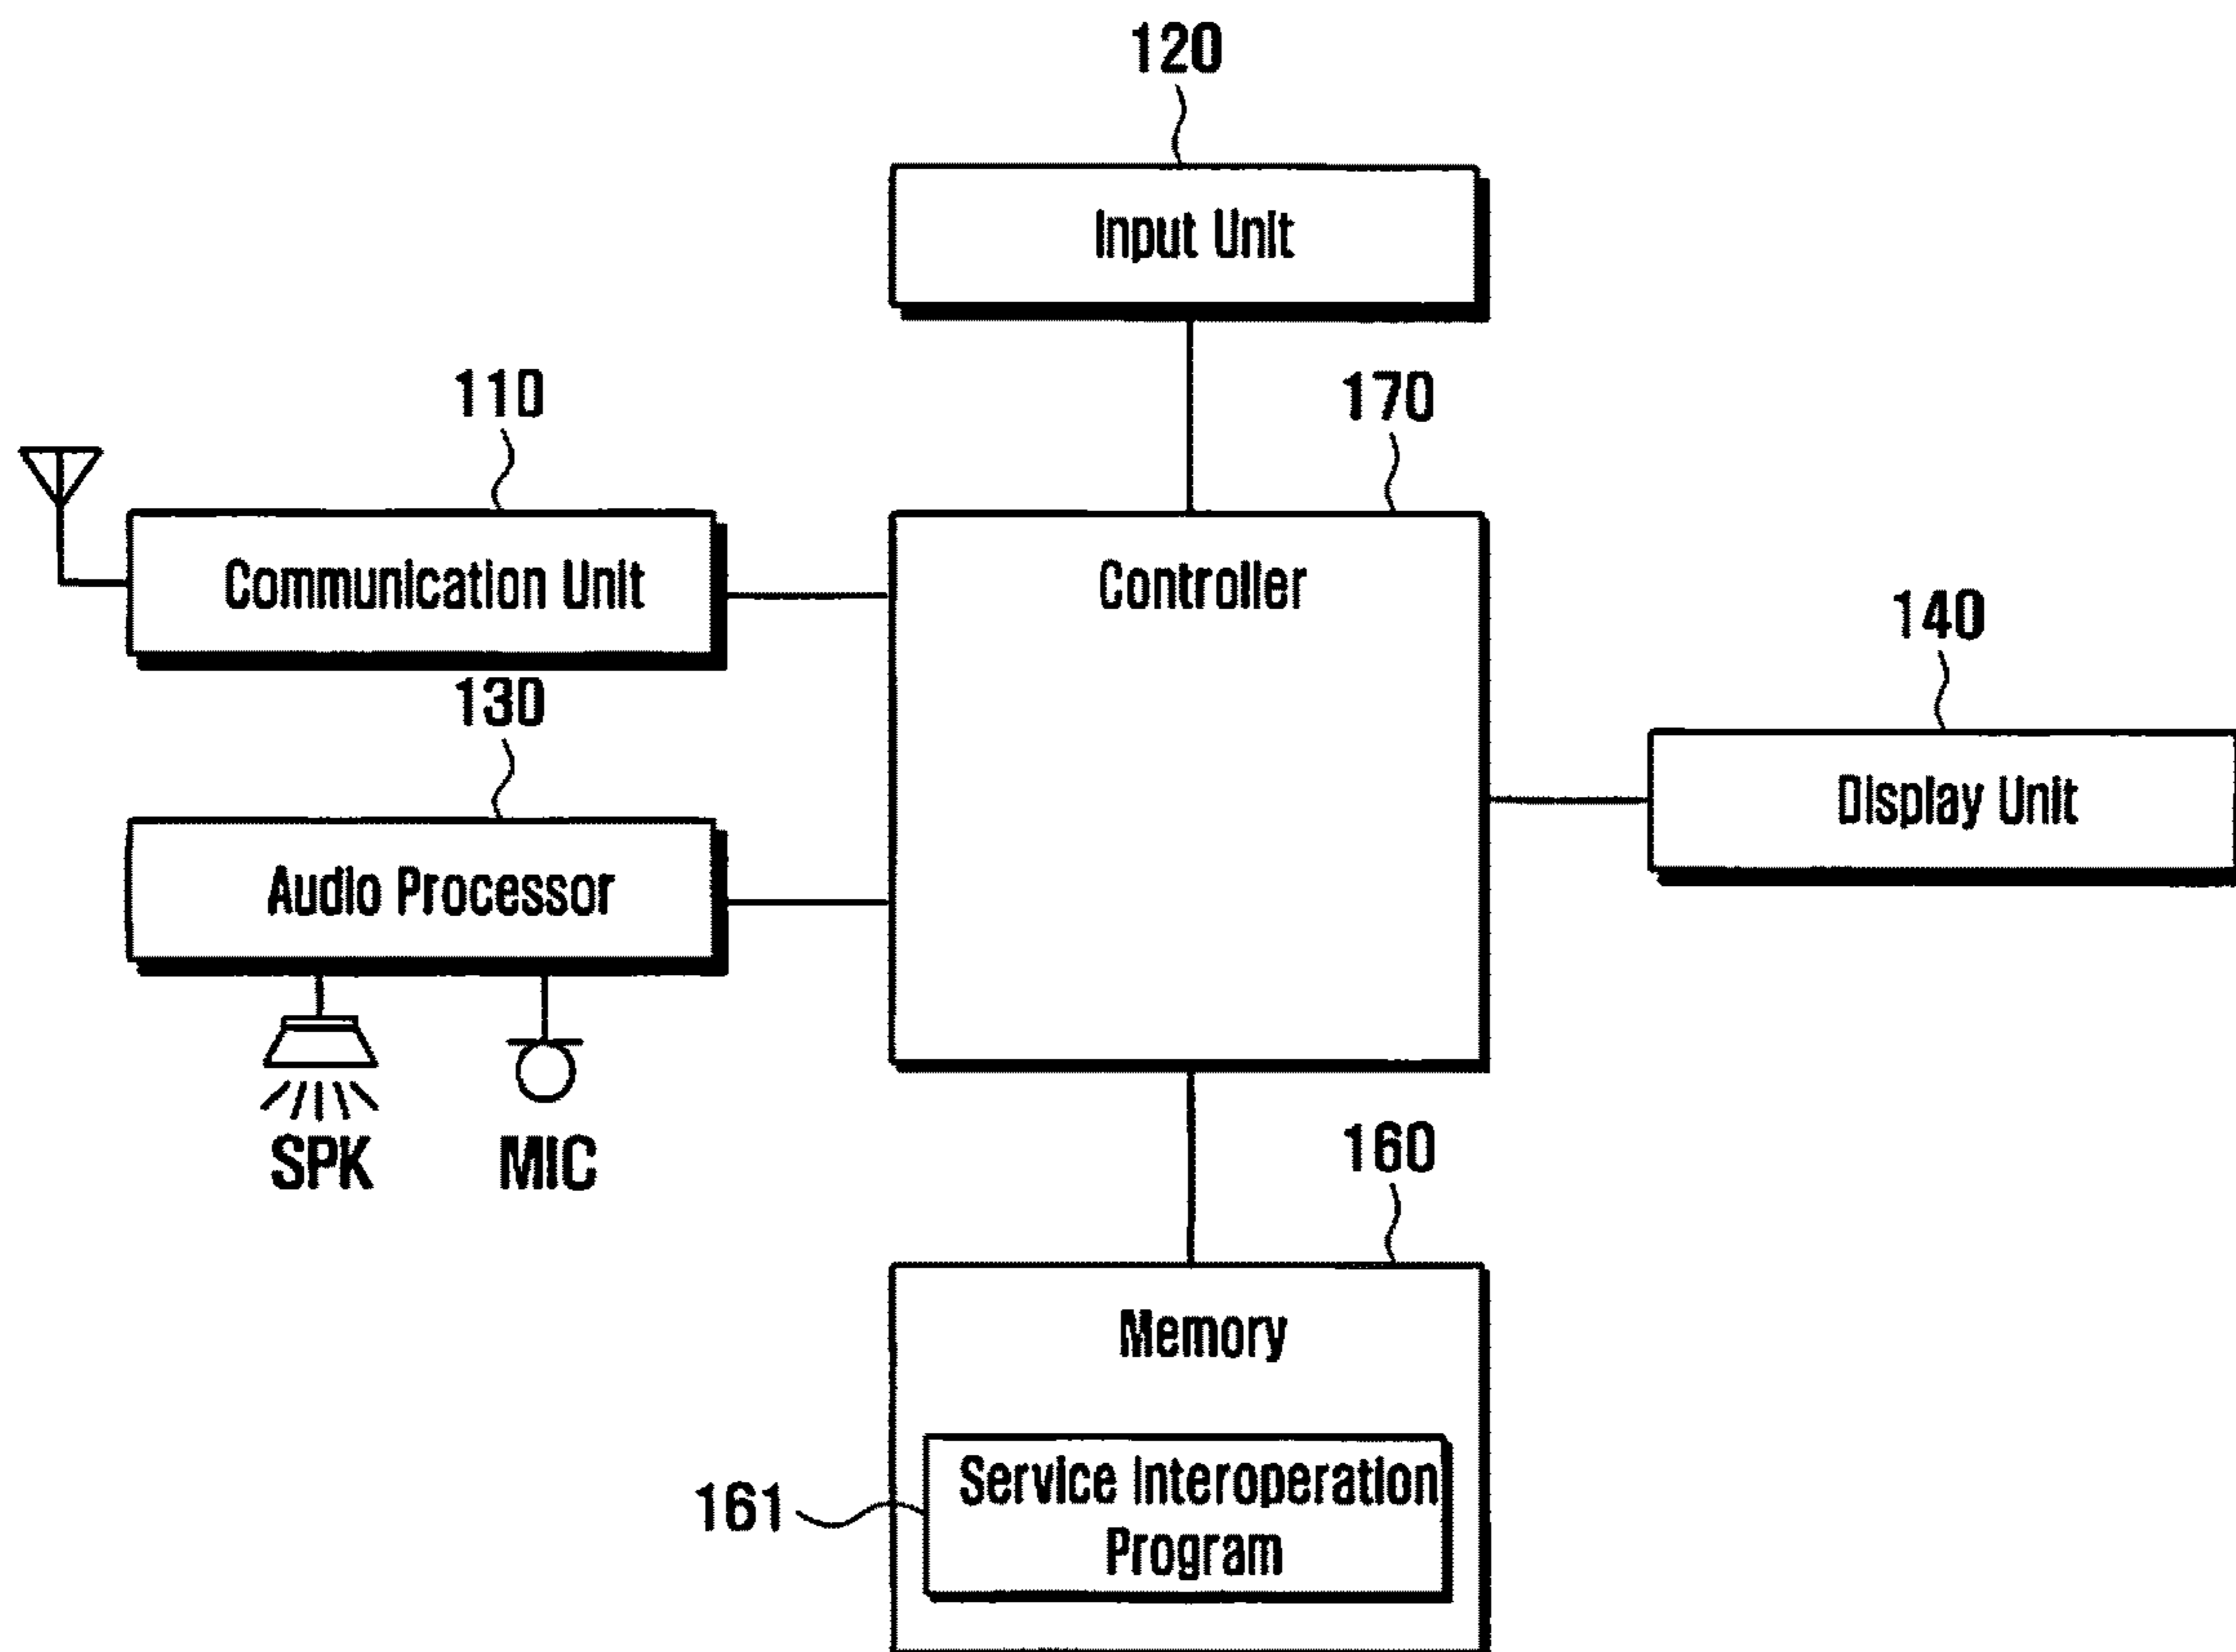 120
Input Unit
110
170
Communication Unit
Controller
140
130
Display Unit
Audio Processor
SPK
MIC
160
Memory
161
Service Interoperation
Program